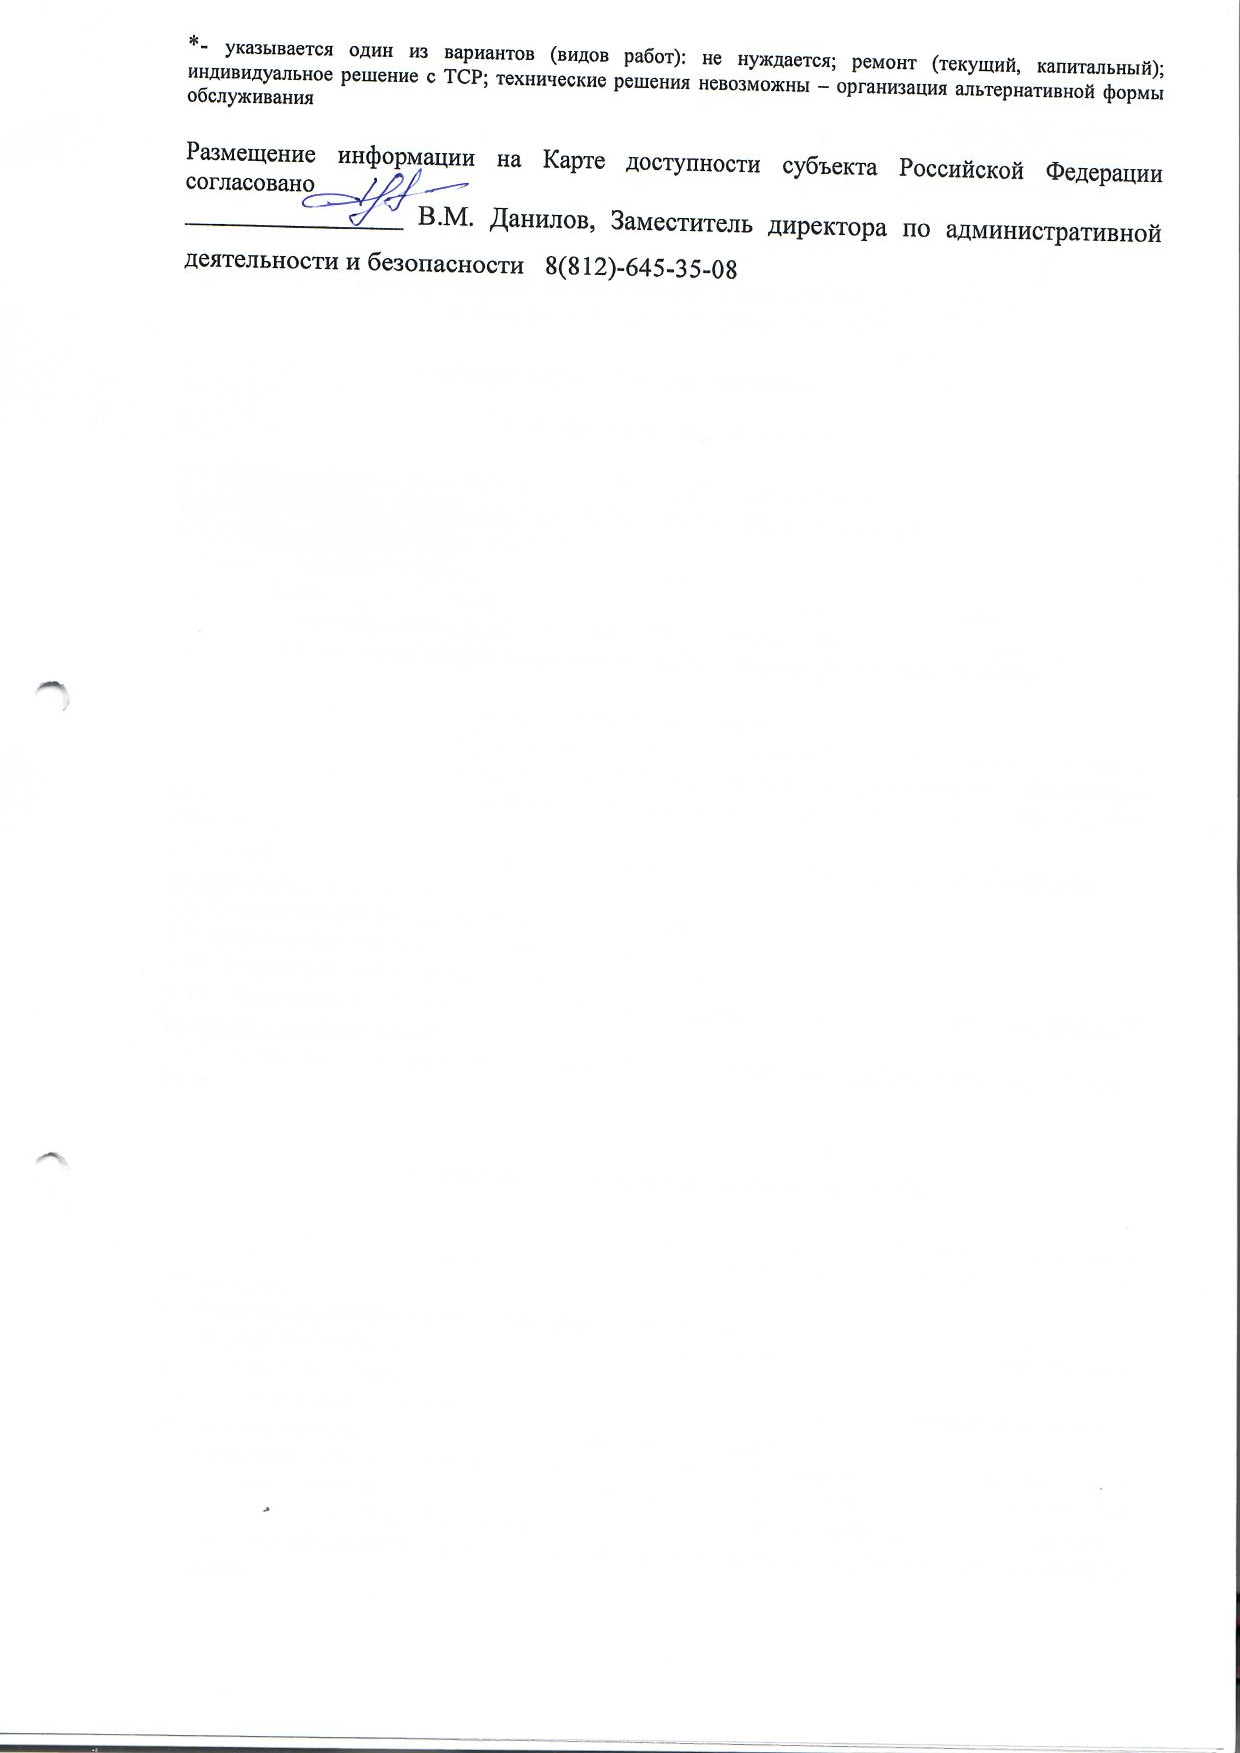 *- указывается один из вариантов (видов работ): не нуждается; ремонт (текущий, капитальный);
индивидуальное решение с ТСР; технические решения невозможны – организация альтернативной формы
обслуживания
Размещение информации на Карте доступности субъекта Российской Федерации
согласовано
_________________ В.М. Данилов, Заместитель директора по административной
деятельности и безопасности 8(812)-645-35-08